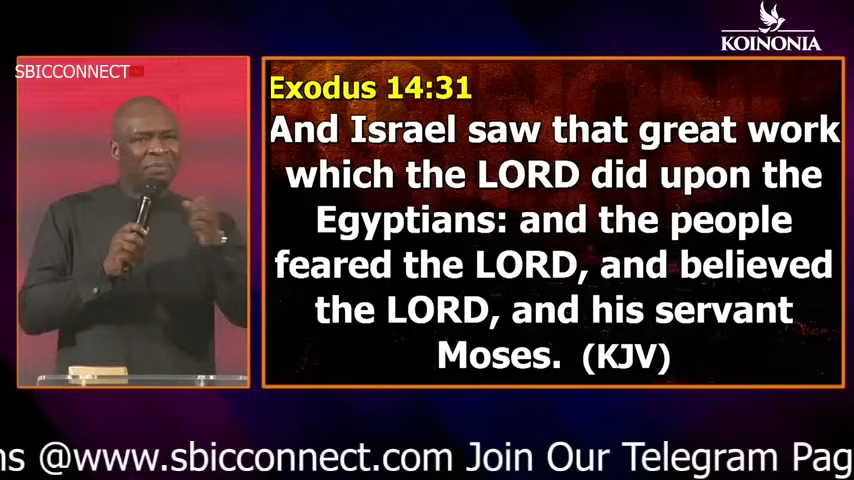 KOINONIA
SBICCONNECT
Exodus 14:31
And Israel saw that great work
which the LORD did upon the
Egyptians: and the people
feared the LORD, and believed
the LORD, and his servant
Moses. (KJV)
ns @www.sbicconnect.com Join Our Telegram Pag